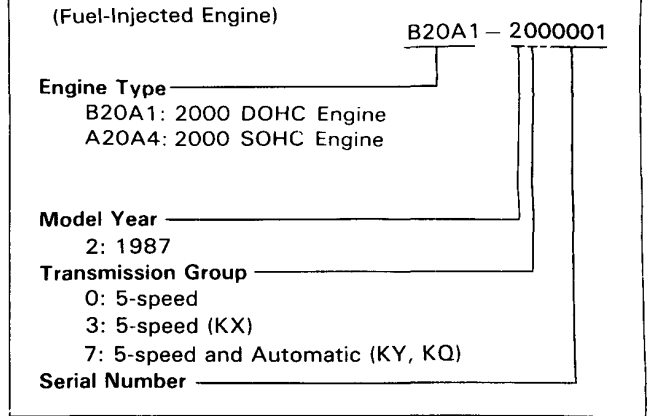 (Fuel-Injected Engine)
B20A1 – 2000001
Engine Type
B20A1: 2000 DOHC Engine
A20A4: 2000 SOHC Engine
Model Year
2: 1987
Transmission Group
0: 5-speed
3: 5-speed (KX)
7: 5-speed and Automatic (KY, KQ)
Serial Number